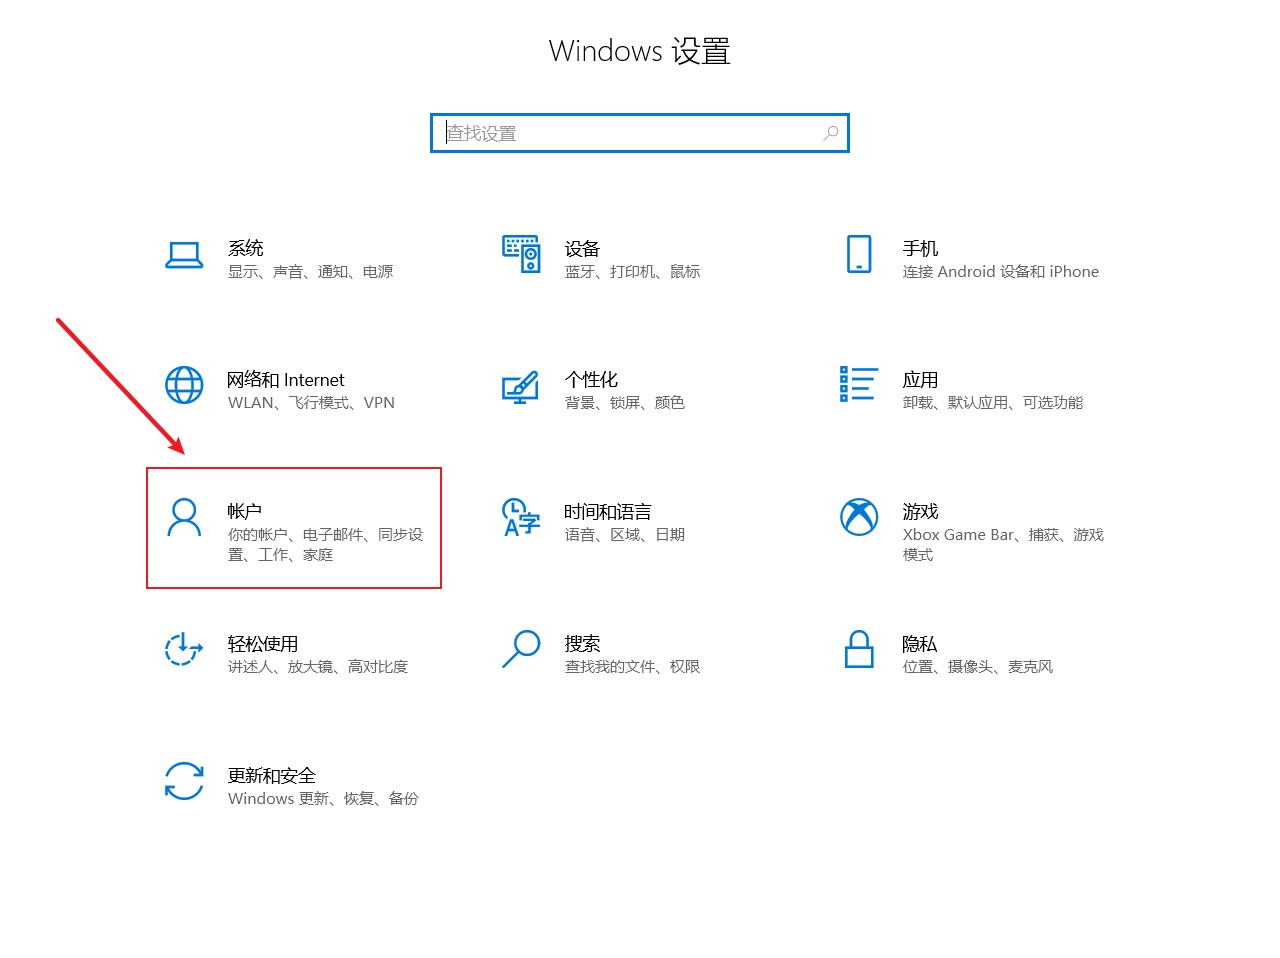 Windows 设置
查找设置
系统
显示、声音、通知、电源
设备
蓝牙、打印机、鼠标
手机
连接 Android 设备和 iPhone
网络和 Internet
WLAN、飞行模式、VPN
个性化
背景、锁屏、颜色
应用
卸载、默认应用、可选功能
帐户
你的帐户、电子邮件、同步设
置、工作、家庭
时间和语言
语音、区域、日期
游戏
Xbox Game Bar、捕获、游戏
模式
轻松使用
讲述人、放大镜、高对比度
搜索
查找我的文件、权限
隐私
位置、摄像头、麦克风
更新和安全
Windows 更新、恢复、备份